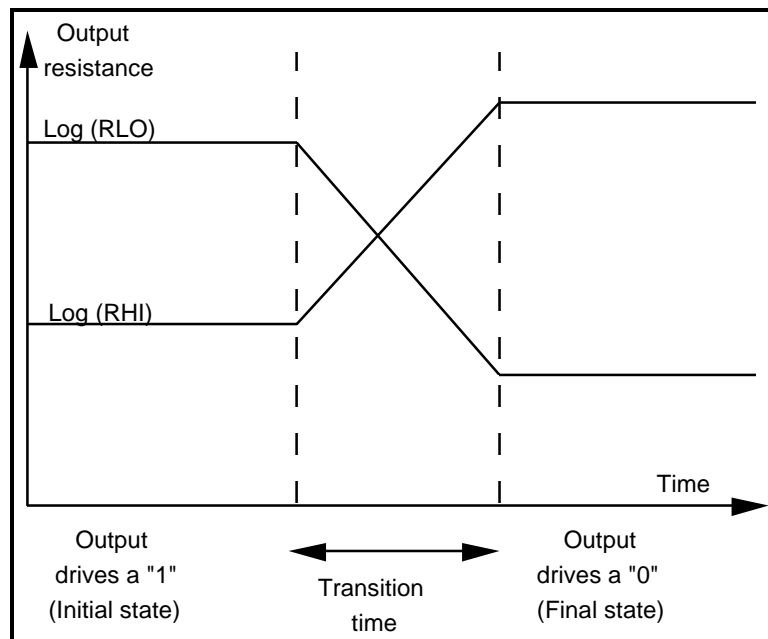 Output
resistance
Log (RLO)
Log (RHI)
Time
Output
drives a "1"
(Initial state)
Transition
time
Output
drives a "0"
(Final state)